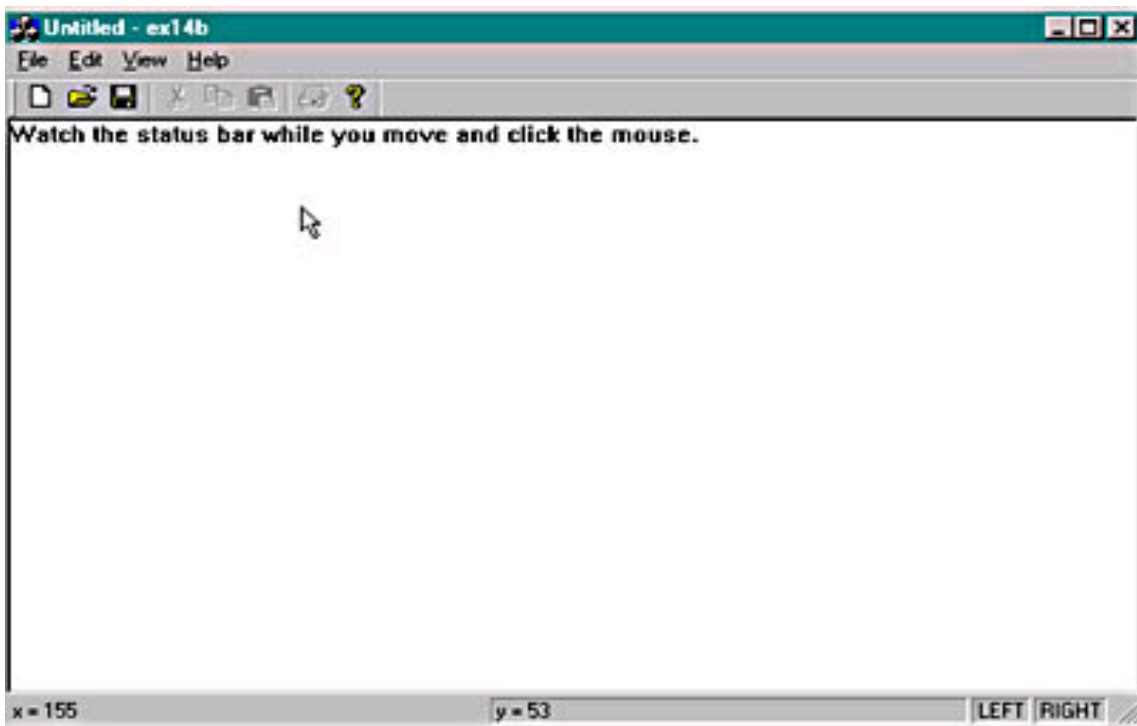 Untitled - ex14b
File Edit View Help
Watch the status bar while you move and click the mouse.
x = 155 y = 53 LEFT RIGHT